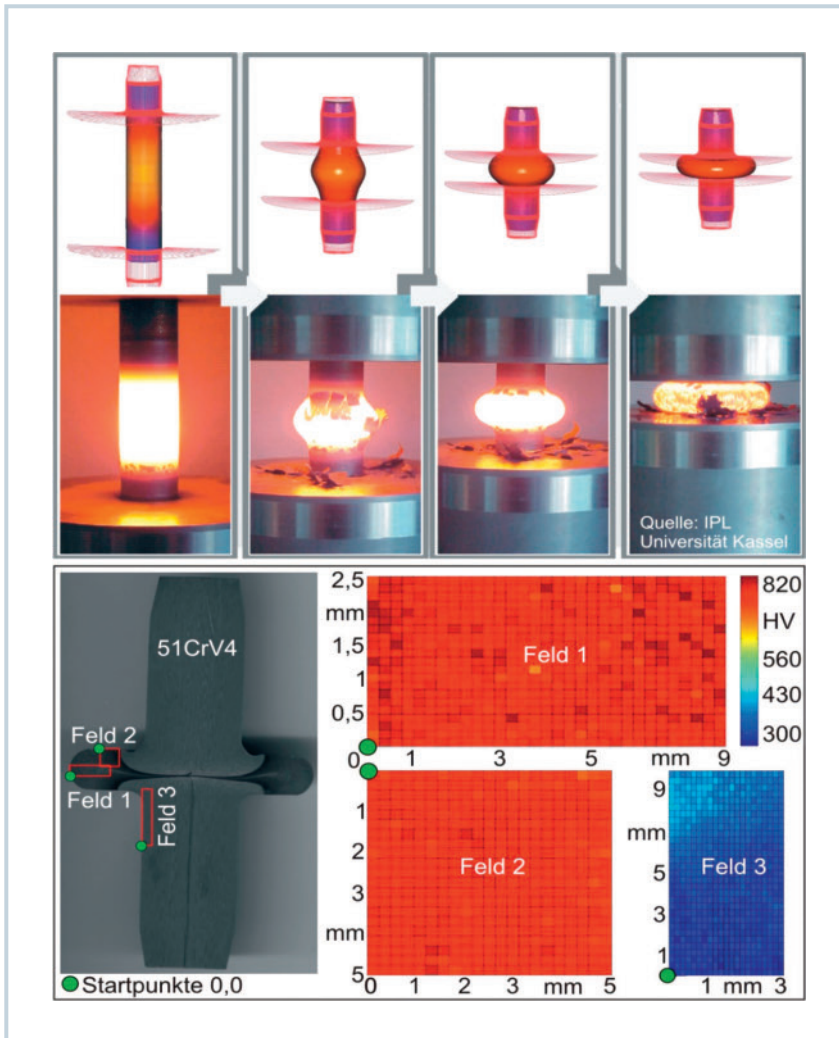 Quelle: IPL
Universität Kassel
51CrV4
Feld 2
Feld 1
Feld 3
Startpunkte 0,0
2,5
mm
1,5
1
0,5
0
1
3
5
mm
9
Feld 1
820
HV
560
430
300
1
2
3
mm
5
0
1
2
3
mm
5
Feld 2
9
mm
5
3
1
1
mm
3
Feld 3